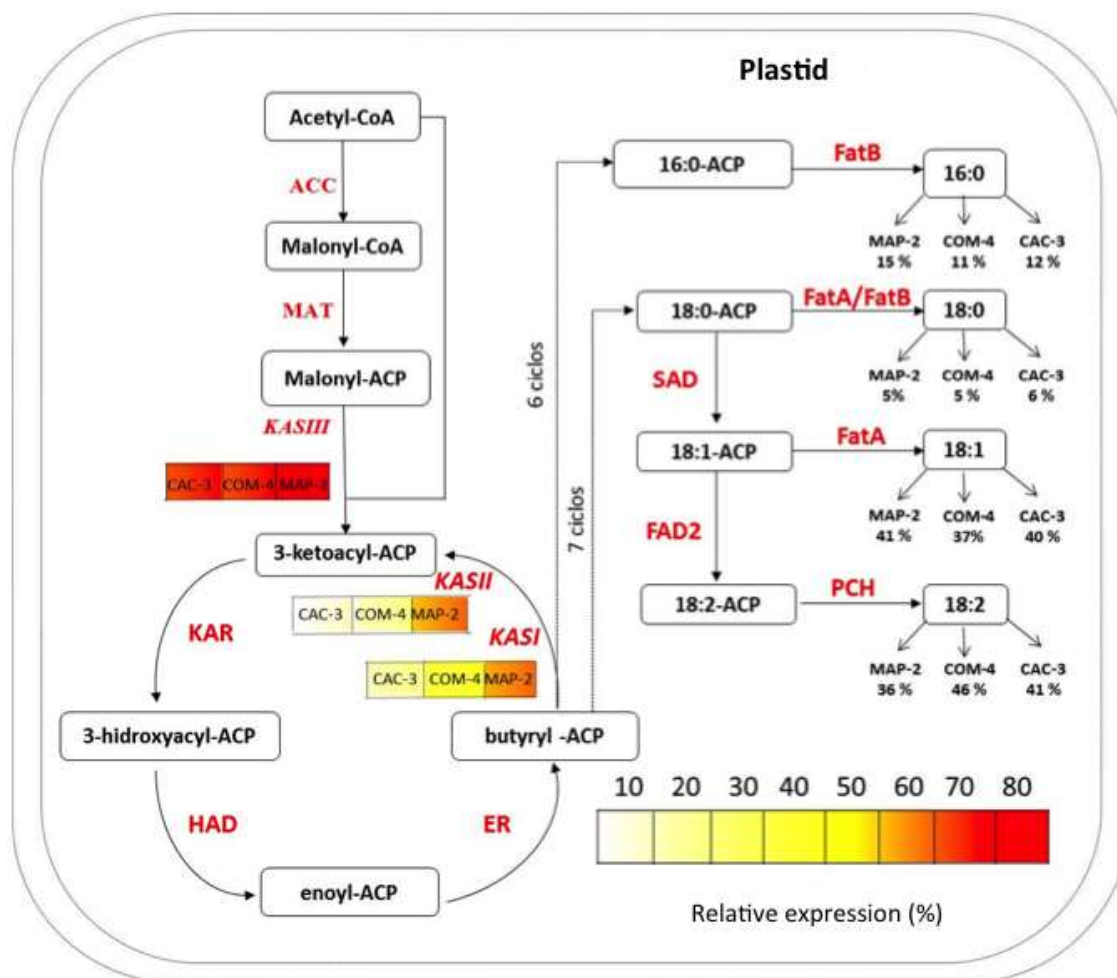 Plastid
Acetyl-CoA
ACC
Malonyl-CoA
MAT
Malonyl-ACP
KASIII
CAC-3 COM-4 MAP-2
3-ketoacyl-ACP
KASII
CAC-3 COM-4 MAP-2
KASI
CAC-3 COM-4 MAP-2
KAR
3-hidroxyacyl-ACP
butyryl -ACP
HAD
ER
enoyl-ACP
6 ciclos
7 ciclos
16:0-ACP
FatB
16:0
MAP-2 COM-4 CAC-3
15 % 11 % 12 %
18:0-ACP
FatA/FatB
18:0
MAP-2 COM-4 CAC-3
5% 5 % 6 %
SAD
18:1-ACP
FatA
18:1
MAP-2 COM-4 CAC-3
41 % 37% 40 %
FAD2
18:2-ACP
PCH
18:2
MAP-2 COM-4 CAC-3
36 % 46 % 41 %
10 20 30 40 50 60 70 80
Relative expression (%)